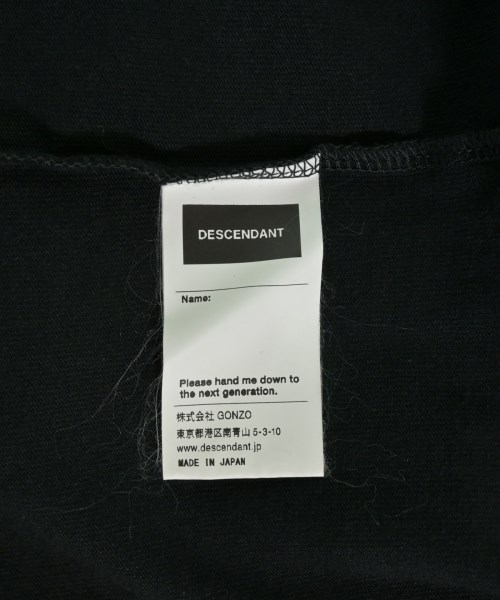 DESCENDANT
Name:
Please hand me down to
the next generation.
株式会社 GONZO
東京都港区南青山 5-3-10
www.descendant.jp
MADE IN JAPAN